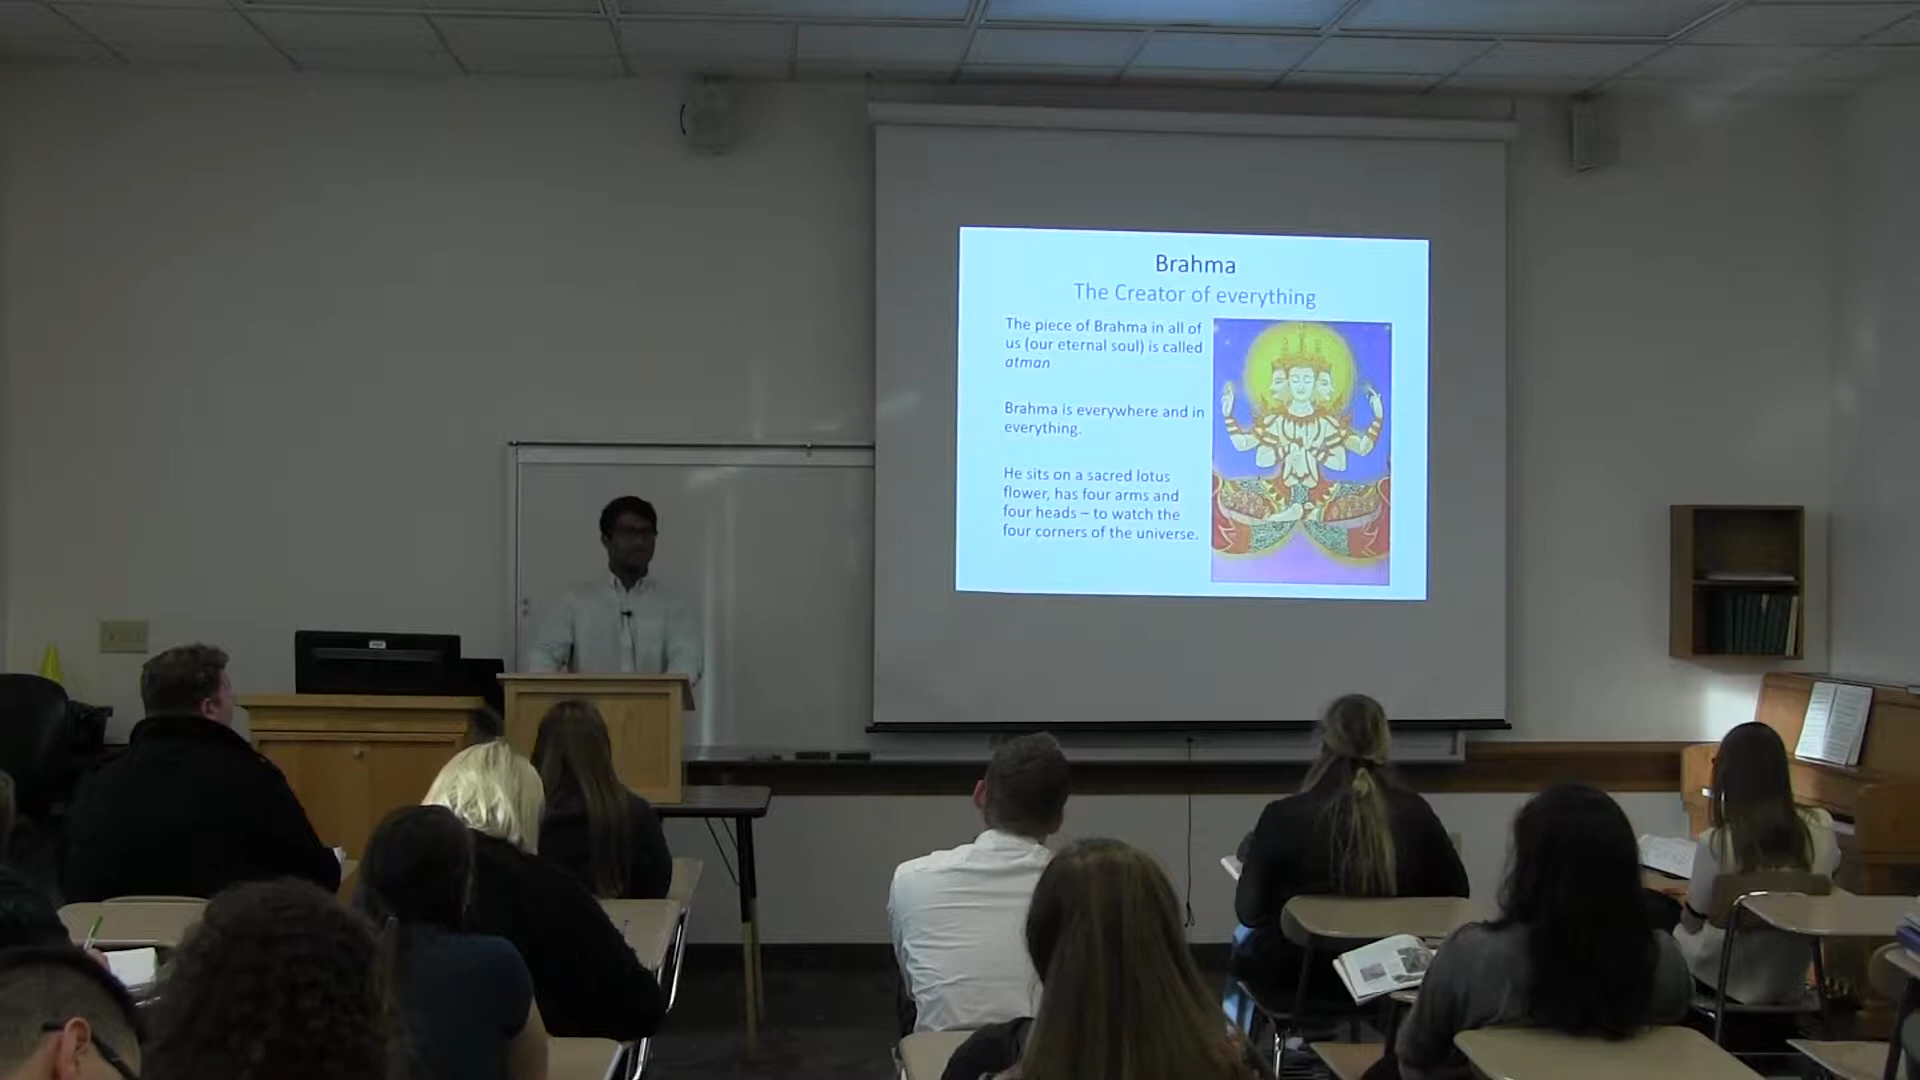 Brahma
The Creator of everything
The piece of Brahma in all of
us (our eternal soul) is called
atman
Brahma is everywhere and in
everything.
He sits on a sacred lotus
flower, has four arms and
four heads – to watch the
four corners of the universe.